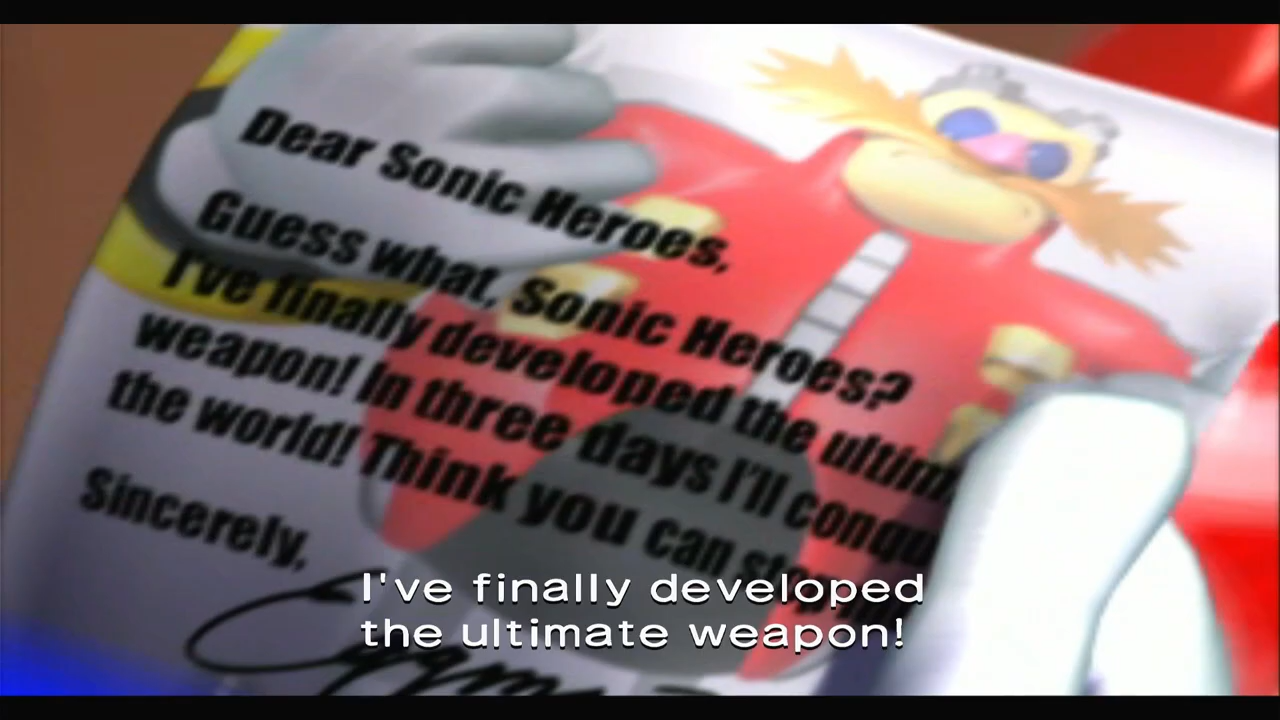 Dear Sonic Heroes,
Guess what, Sonic Heroes?
I've finally developed the ultim
weapon! In three days I'll conqu
the world! Think you can stop
Sincerely,
I've finally developed
the ultimate weapon!